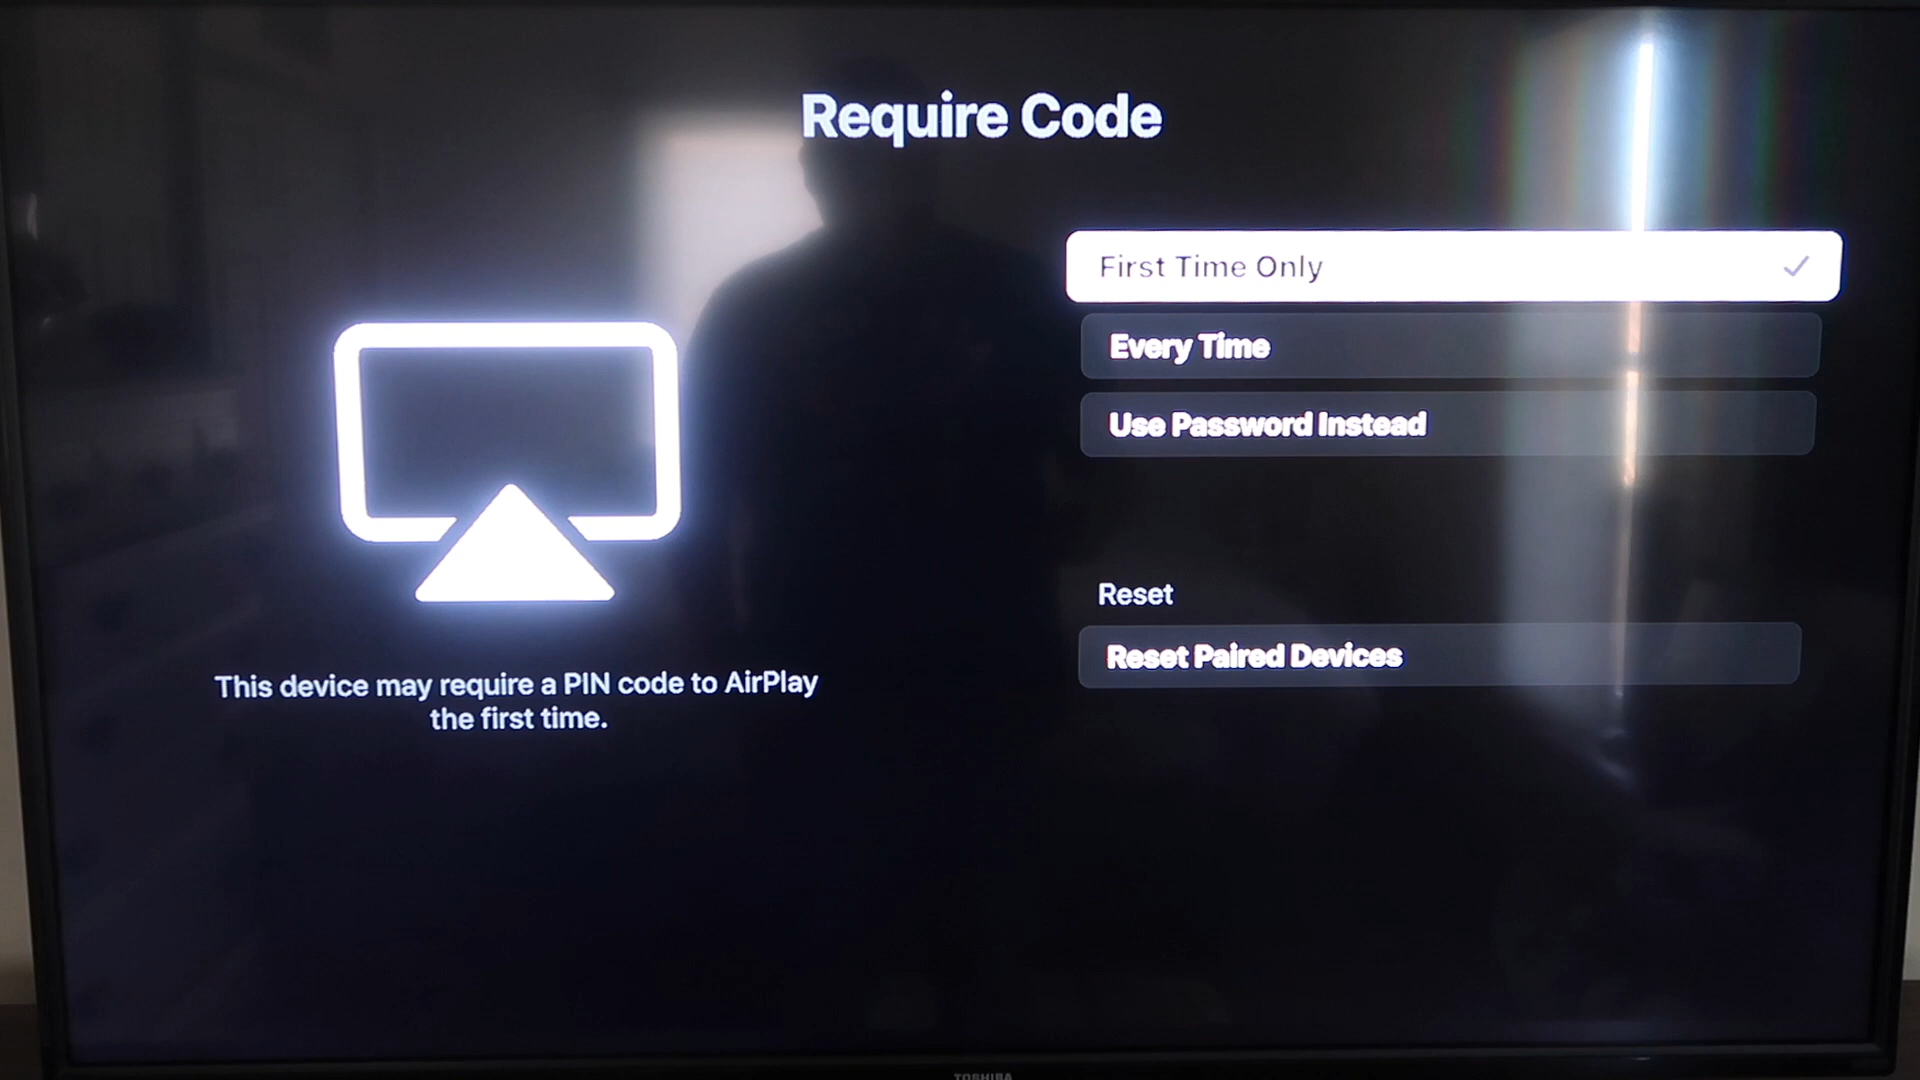 Require Code
First Time Only
Every Time
Use Password Instead
Reset
Reset Paired Devices
This device may require a PIN code to AirPlay
the first time.
TOSHIBA